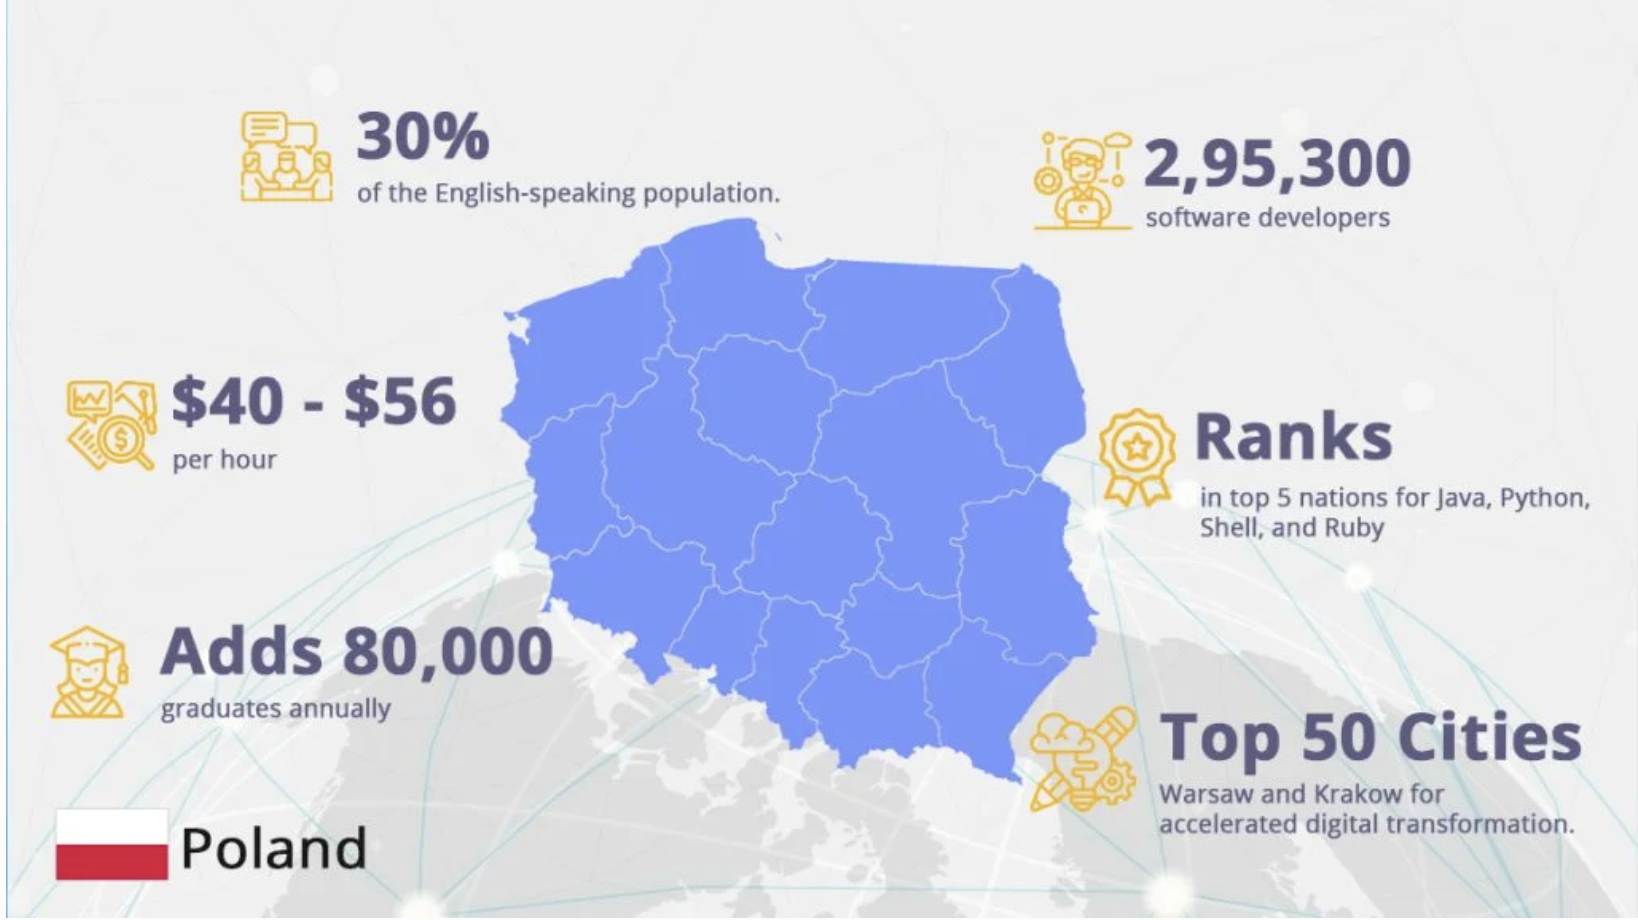 30%
of the English-speaking population.
2,95,300
software developers
$40 - $56
per hour
Ranks
in top 5 nations for Java, Python,
Shell, and Ruby
Adds 80,000
graduates annually
Top 50 Cities
Warsaw and Krakow for
accelerated digital transformation.
Poland